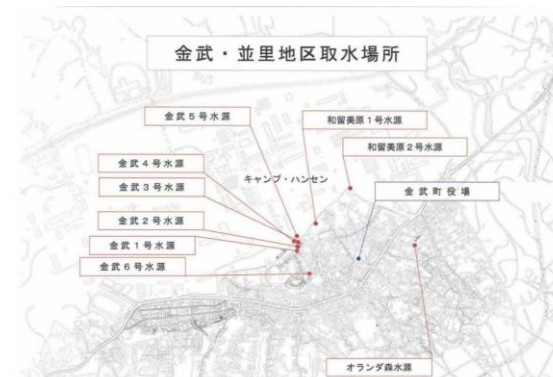 金武・並里地区取水場所
金武5号水源
和留美原1号水源
和留美原2号水源
金武4号水源
キャンプ・ハンセン
金武3号水源
金武町役場
金武2号水源
金武1号水源
金武6号水源
オランダ森水源